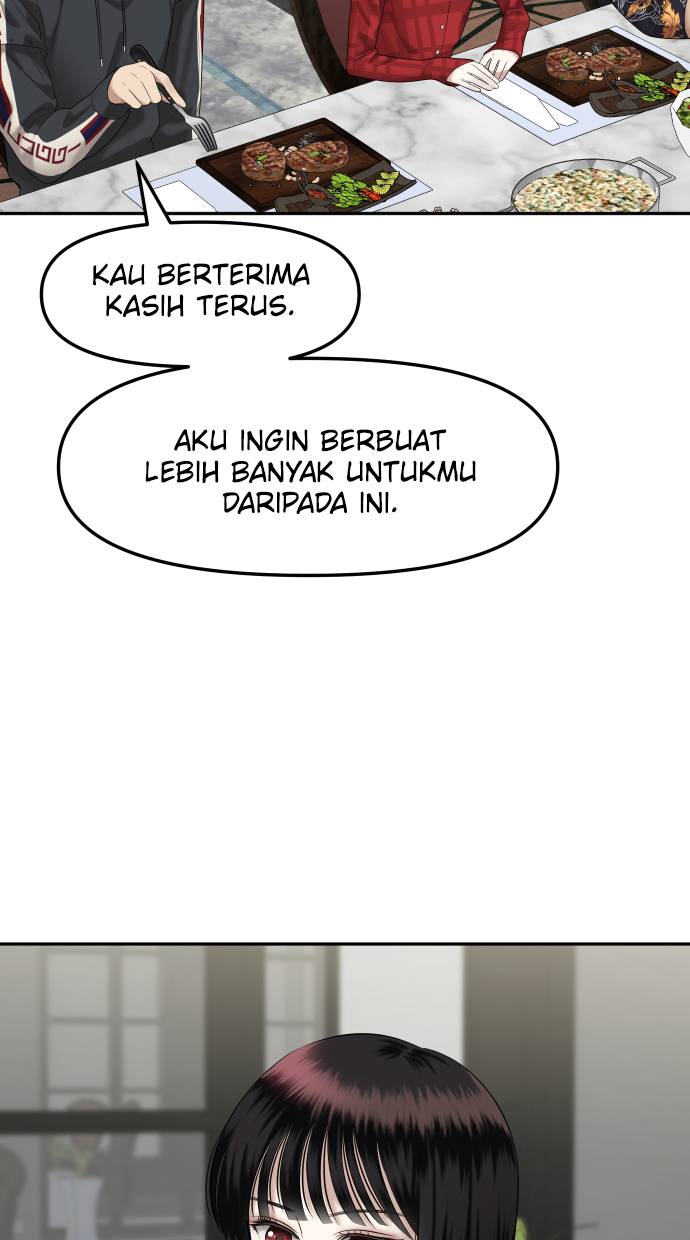 KAU BERTERIMA
KASIH TERUS.
AKU INGIN BERBUAT
LEBIH BANYAK UNTUKMU
DARIPADA INI.